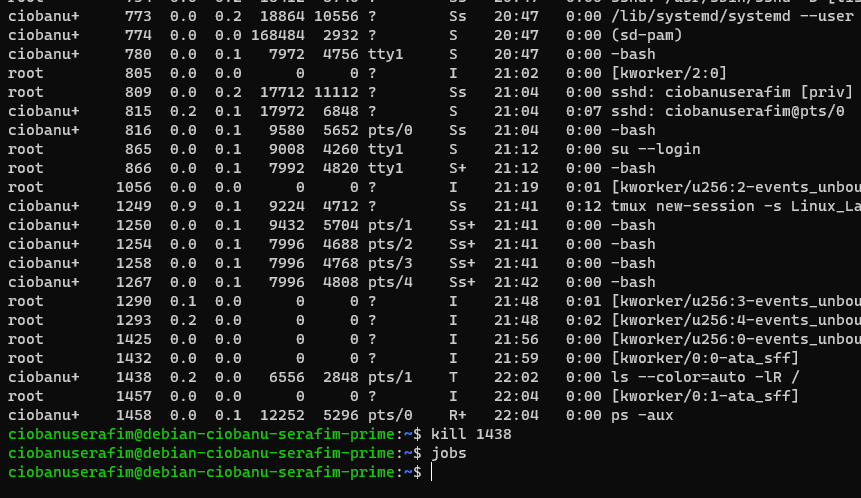 ciobanu+     773  0.0  0.2  18864 10556 ?        Ss   20:47   0:00 /lib/systemd/systemd --user
ciobanu+     774  0.0  0.0 168484  2932 ?        S    20:47   0:00 (sd-pam)
ciobanu+     780  0.0  0.1   7972  4756 tty1     S    20:47   0:00 -bash
root         805  0.0  0.0      0     0 ?        I    21:02   0:00 [kworker/2:0]
root         809  0.0  0.2  17712 11112 ?        Ss   21:04   0:00 sshd: ciobanuserafim [priv]
ciobanu+     815  0.2  0.1  17972  6848 ?        S    21:04   0:07 sshd: ciobanuserafim@pts/0
ciobanu+     816  0.0  0.1   9580  5652 pts/0    Ss   21:04   0:00 -bash
root         865  0.0  0.1   9008  4260 tty1     S    21:12   0:00 su --login
root         866  0.0  0.1   7992  4820 tty1     S+   21:12   0:00 -bash
root        1056  0.0  0.0      0     0 ?        I    21:19   0:01 [kworker/u256:2-events_unbou
ciobanu+    1249  0.9  0.1   9224  4712 ?        Ss   21:41   0:12 tmux new-session -s Linux_La
ciobanu+    1250  0.0  0.1   9432  5704 pts/1    Ss+  21:41   0:00 -bash
ciobanu+    1254  0.0  0.1   7996  4688 pts/2    Ss+  21:41   0:00 -bash
ciobanu+    1258  0.0  0.1   7996  4768 pts/3    Ss+  21:41   0:00 -bash
ciobanu+    1267  0.0  0.1   7996  4808 pts/4    Ss+  21:42   0:00 -bash
root        1290  0.1  0.0      0     0 ?        I    21:48   0:01 [kworker/u256:3-events_unbou
root        1293  0.2  0.0      0     0 ?        I    21:48   0:02 [kworker/u256:4-events_unbou
root        1425  0.0  0.0      0     0 ?        I    21:56   0:00 [kworker/u256:0-events_unbou
root        1432  0.0  0.0      0     0 ?        I    21:59   0:00 [kworker/0:0-ata_sff]
ciobanu+    1438  0.2  0.0   6556  2848 pts/1    T    22:02   0:00 ls --color=auto -lR /
root        1457  0.0  0.0      0     0 ?        I    22:04   0:00 [kworker/0:1-ata_sff]
ciobanu+    1458  0.0  0.1  12252  5296 pts/0    R+   22:04   0:00 ps -aux
ciobanuserafim@debian-ciobanu-serafim-prime:~$ kill 1438
ciobanuserafim@debian-ciobanu-serafim-prime:~$ jobs
ciobanuserafim@debian-ciobanu-serafim-prime:~$